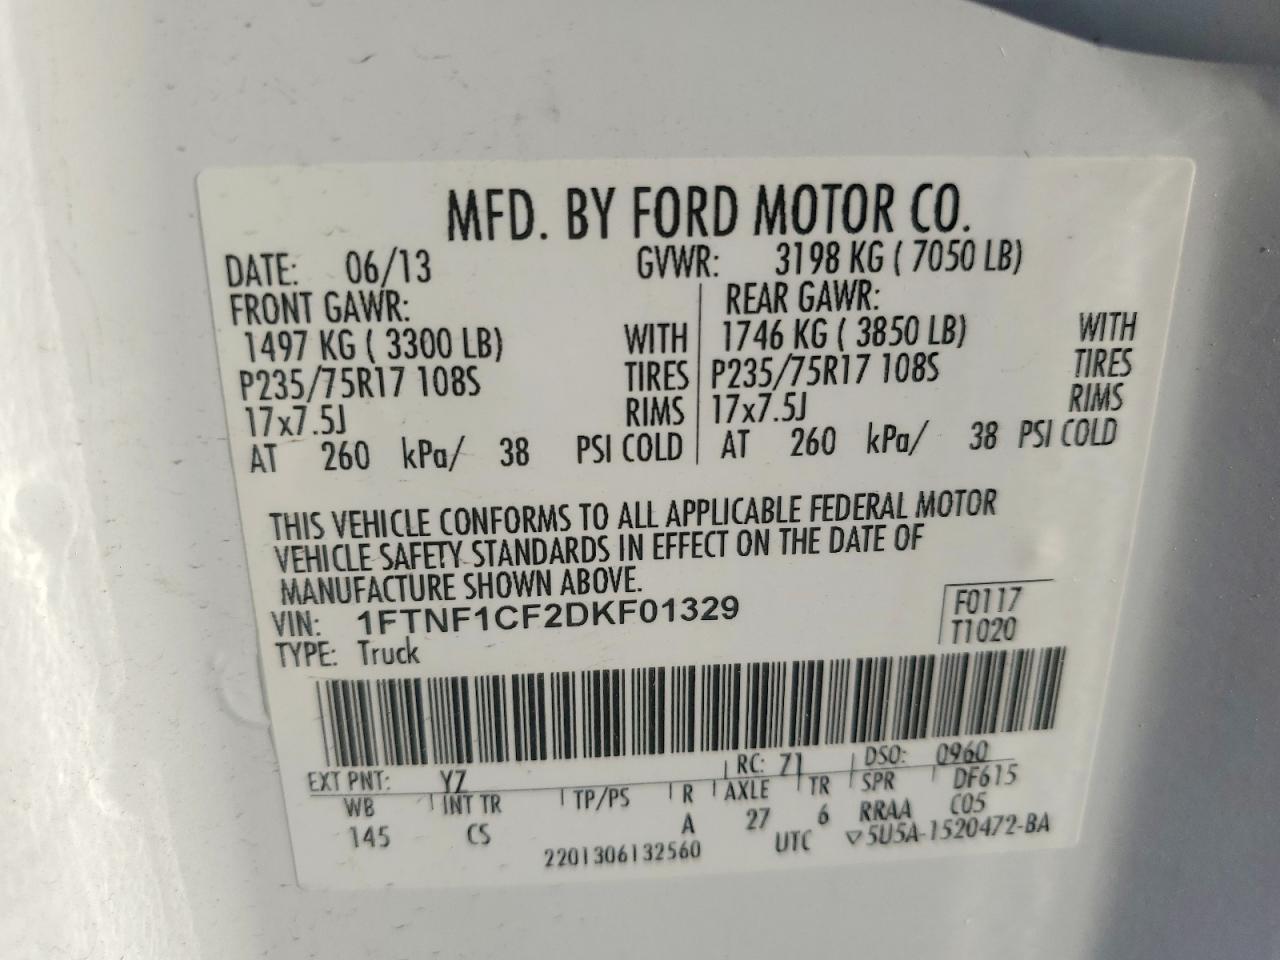 MFD. BY FORD MOTOR CO.
DATE: 06/13 GVWR: 3198 KG ( 7050 LB)
FRONT GAWR: REAR GAWR:
1497 KG ( 3300 LB) WITH 1746 KG ( 3850 LB) WITH
P235/75R17 108S TIRES P235/75R17 108S TIRES
17x7.5J RIMS 17x7.5J RIMS
AT 260 kPa/ 38 PSI COLD AT 260 kPa/ 38 PSI COLD
THIS VEHICLE CONFORMS TO ALL APPLICABLE FEDERAL MOTOR
VEHICLE SAFETY STANDARDS IN EFFECT ON THE DATE OF
MANUFACTURE SHOWN ABOVE.
VIN: 1FTNF1CF2DKF01329 F0117
TYPE: Truck T1020
EXT PNT: YZ RC: 71 DSO: 0960
WB INT TR TP/PS R AXLE TR SPR DF615
145 CS A 27 6 RRAA C05
2201306132560 UTC ▽5U5A-1520472-BA